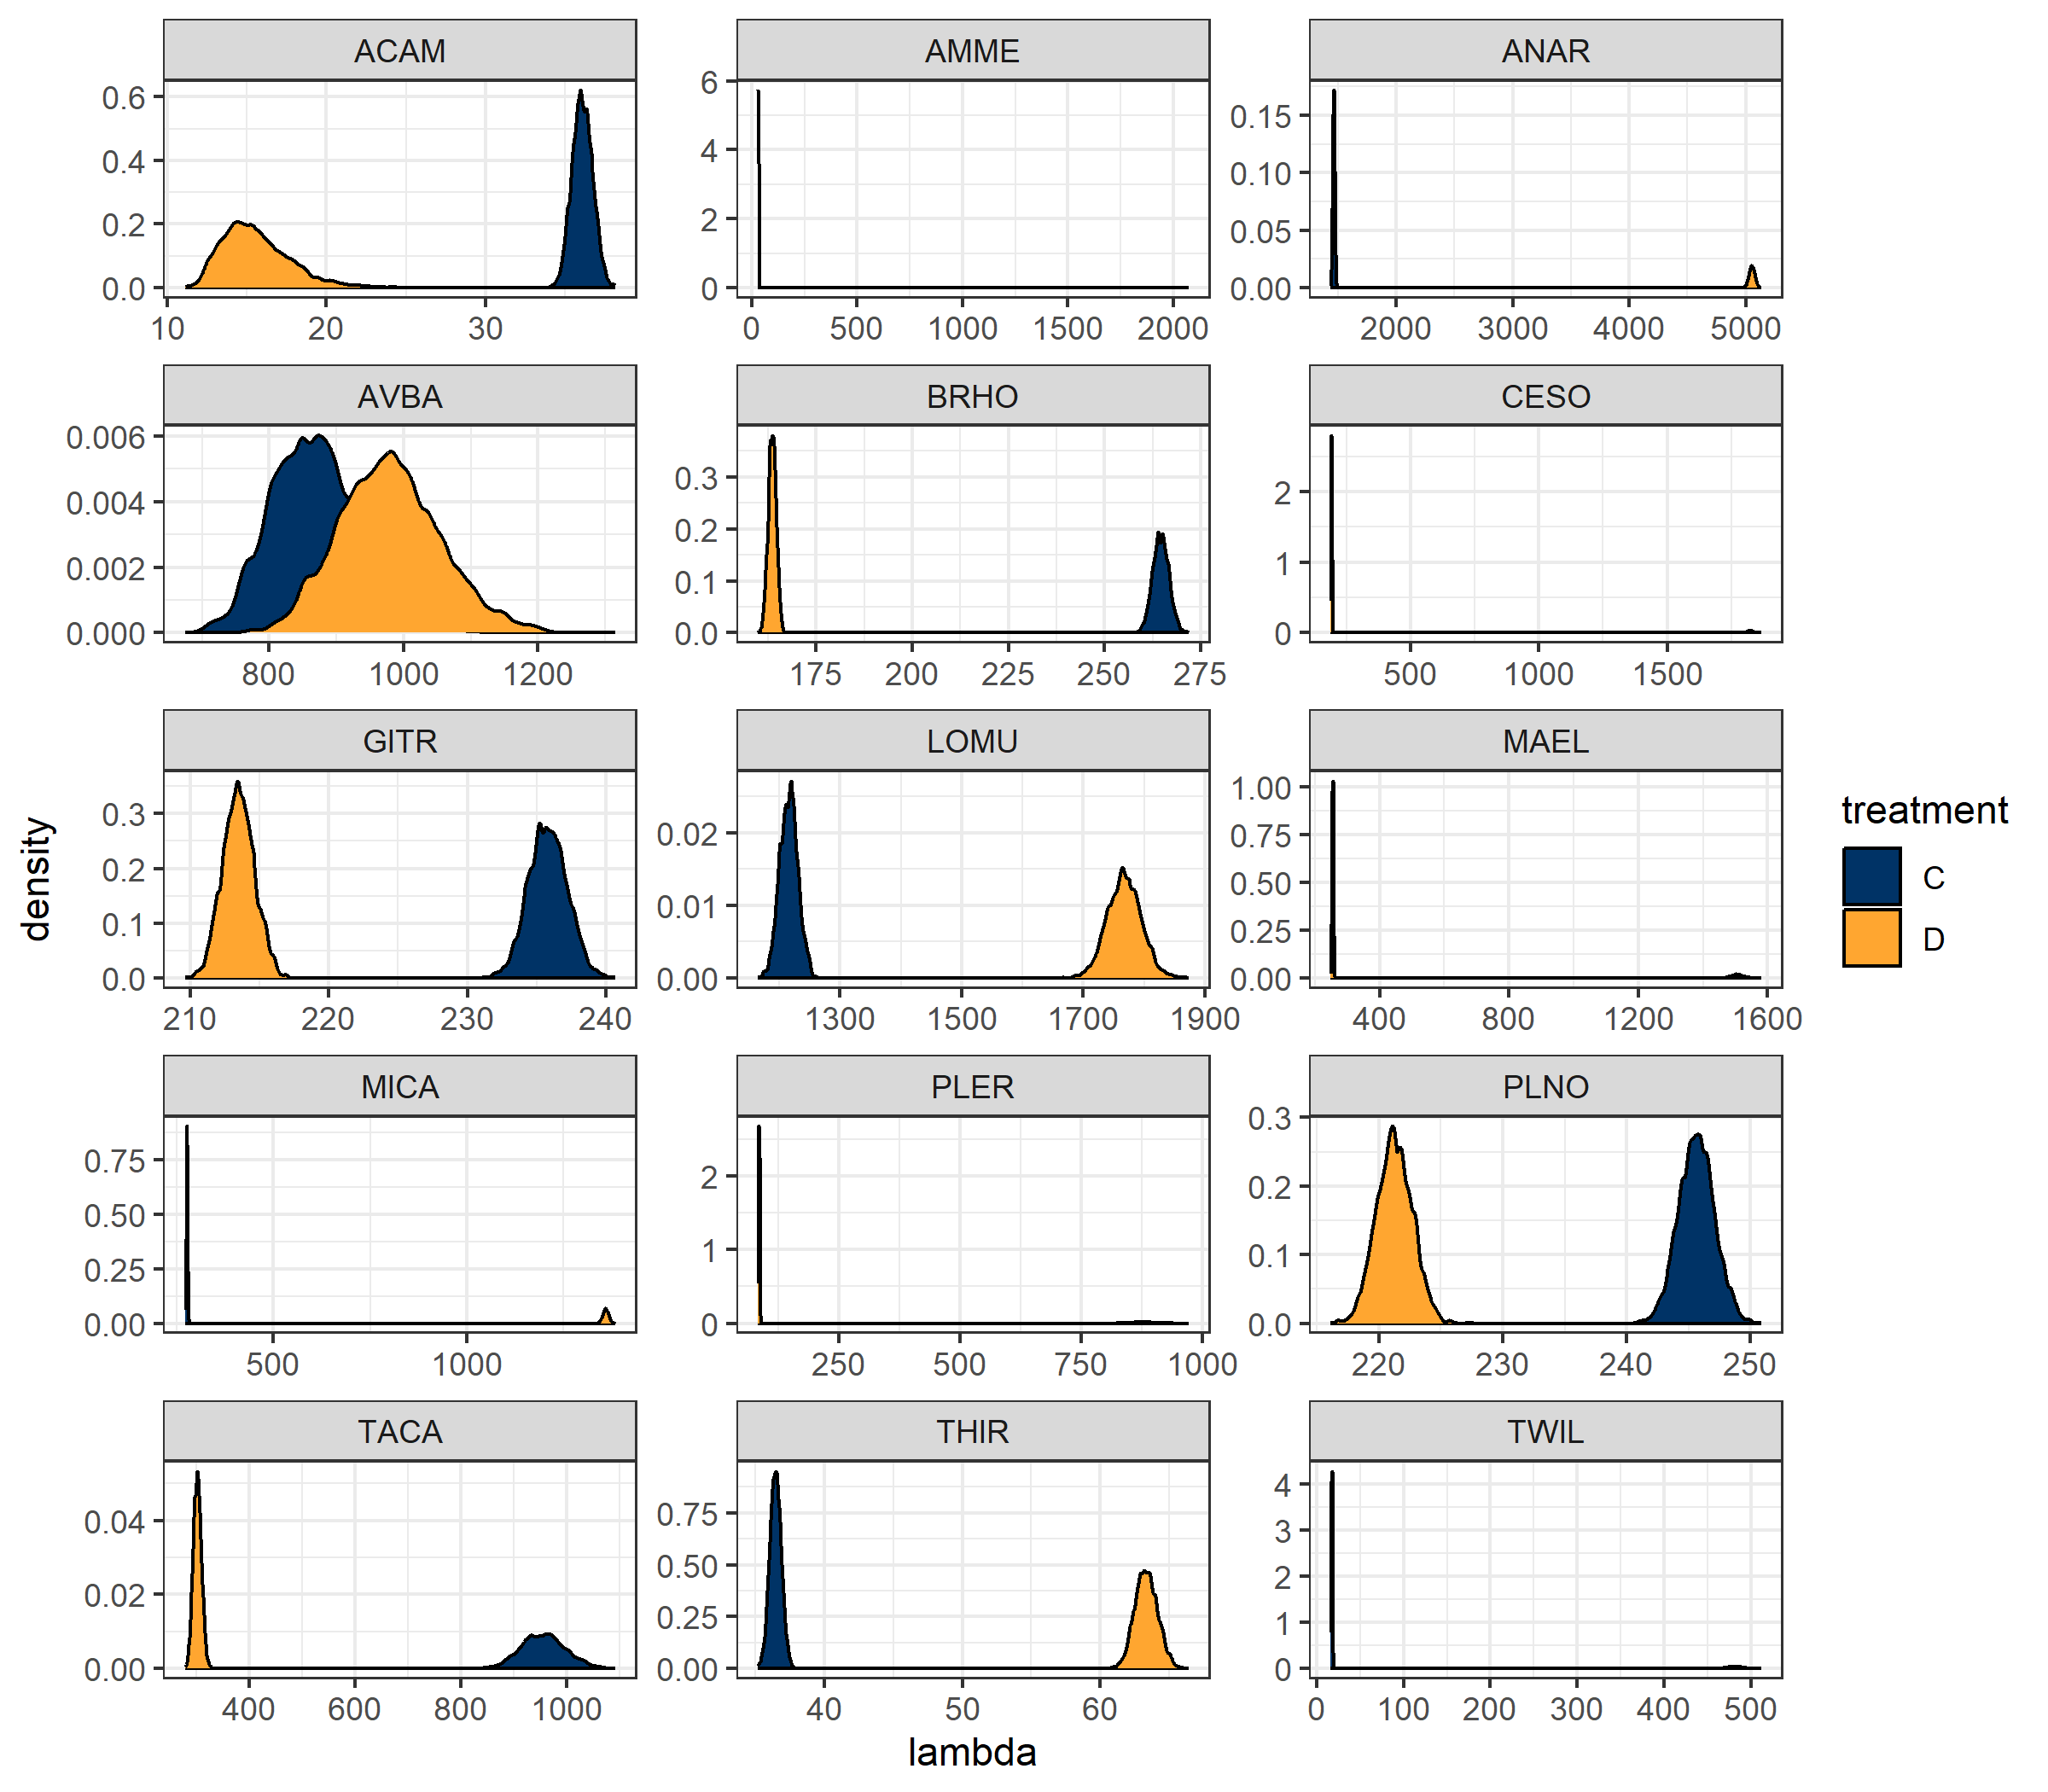 ACAM AMME ANAR
0.6 0.4 0.2 0.0
10 20 30
6 4 2 0
0 500 1000 1500 2000
0.15 0.10 0.05 0.00
2000 3000 4000 5000
AVBA BRHO CESO
0.006 0.004 0.002 0.000
800 1000 1200
0.3 0.2 0.1 0.0
175 200 225 250 275
2 1 0
500 1000 1500
GITR LOMU MAEL
0.3 0.2 0.1 0.0
210 220 230 240
0.02 0.01 0.00
1300 1500 1700 1900
1.00 0.75 0.50 0.25 0.00
400 800 1200 1600
MICA PLER PLNO
0.75 0.50 0.25 0.00
500 1000
2 1 0
250 500 750 1000
0.3 0.2 0.1 0.0
220 230 240 250
TACA THIR TWIL
0.04 0.02 0.00
400 600 800 1000
0.75 0.50 0.25 0.00
40 50 60
4 3 2 1 0
0 100 200 300 400 500
density
lambda
treatment
C
D